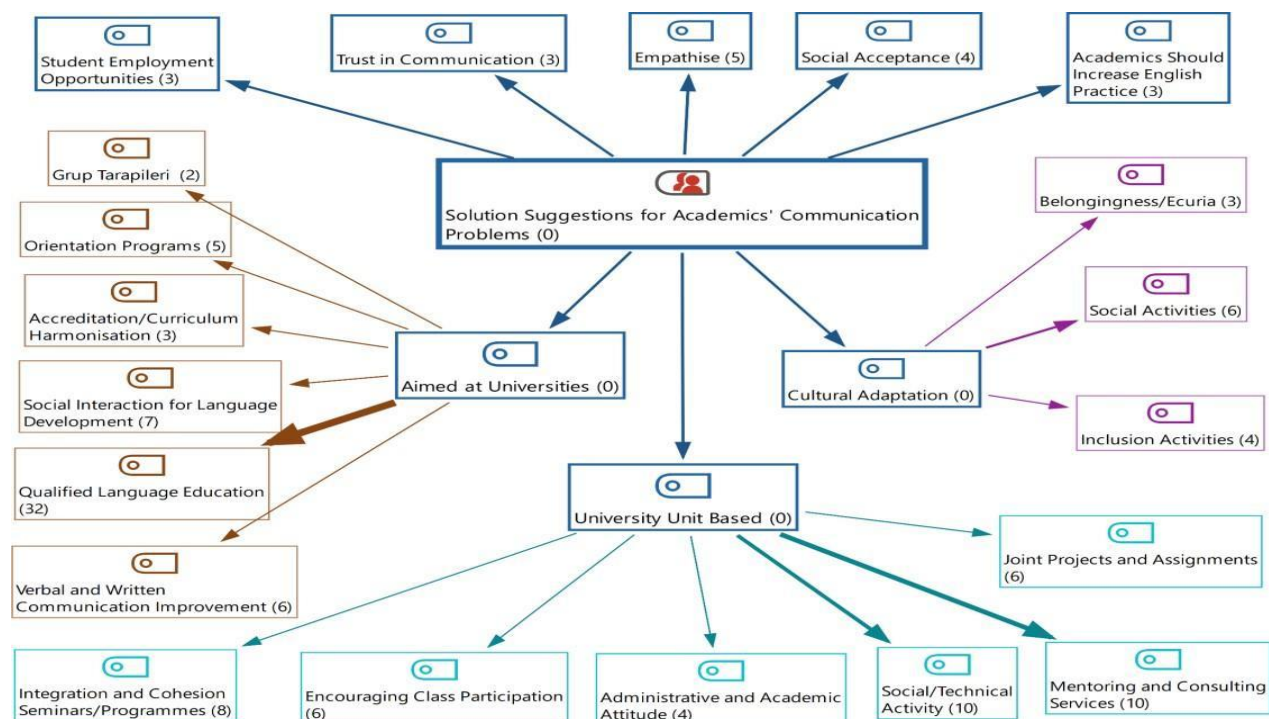 Student Employment
Opportunities (3)
Trust in Communication (3)
Empathise (5)
Social Acceptance (4)
Academics Should
Increase English
Practice (3)
Grup Tarapileri (2)
Solution Suggestions for Academics' Communication
Problems (0)
Belongingness/Ecuria (3)
Orientation Programs (5)
Accreditation/Curriculum
Harmonisation (3)
Social Activities (6)
Aimed at Universities (0)
Cultural Adaptation (0)
Social Interaction for Language
Development (7)
Inclusion Activities (4)
Qualified Language Education
(32)
University Unit Based (0)
Joint Projects and Assignments
(6)
Verbal and Written
Communication Improvement (6)
Integration and Cohesion
Seminars/Programmes (8)
Encouraging Class Participation
(6)
Administrative and Academic
Attitude (4)
Social/Technical
Activity (10)
Mentoring and Consulting
Services (10)